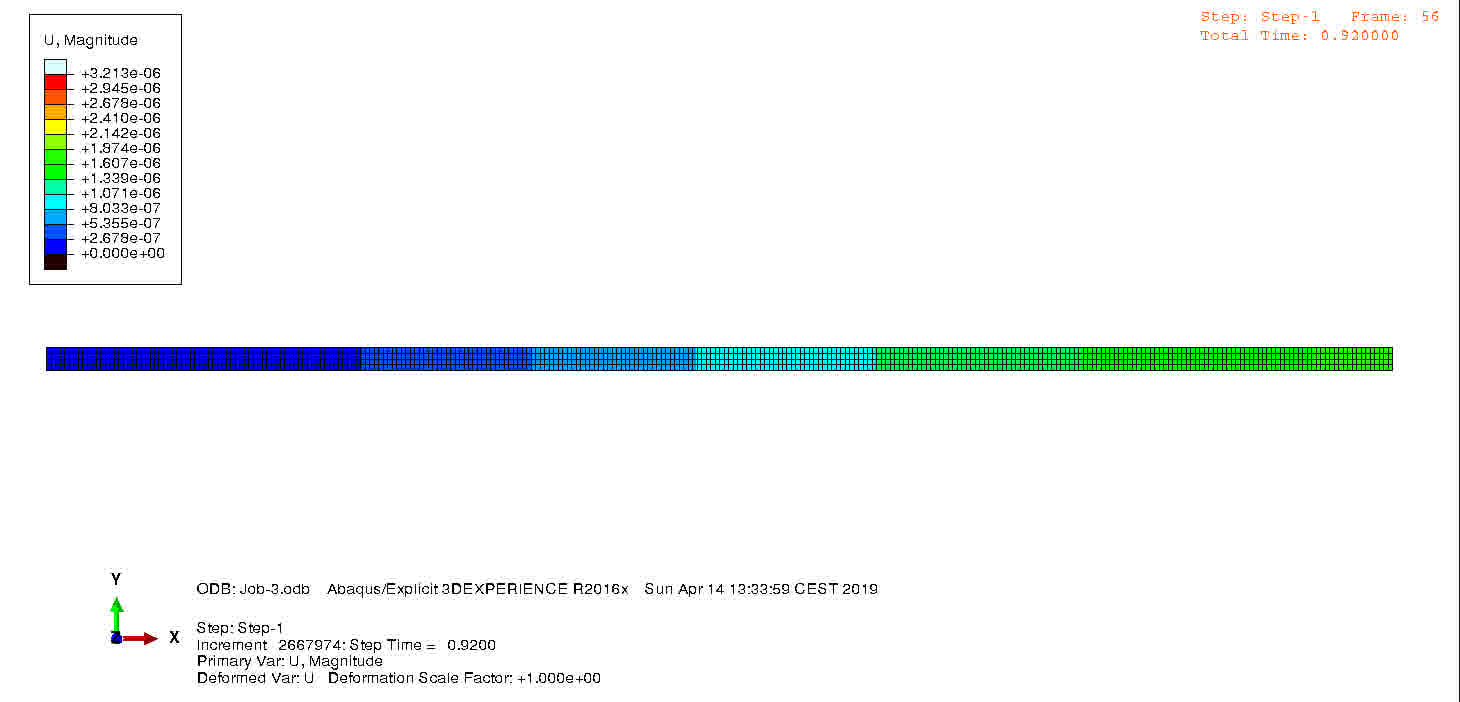 Step: Step-1 Frame: 56
Total Time: 0.920000
U, Magnitude
+3.213e-06
+2.945e-06
+2.678e-06
+2.410e-06
+2.142e-06
+1.874e-06
+1.607e-06
+1.339e-06
+1.071e-06
+8.033e-07
+5.355e-07
+2.678e-07
+0.000e+00
Y
X
ODB: Job-3.odb Abaqus/Explicit 3DEXPERIENCE R2016x Sun Apr 14 13:33:59 CEST 2019
Step: Step-1
Increment 2667974: Step Time = 0.9200
Primary Var: U, Magnitude
Deformed Var: U Deformation Scale Factor: +1.000e+00